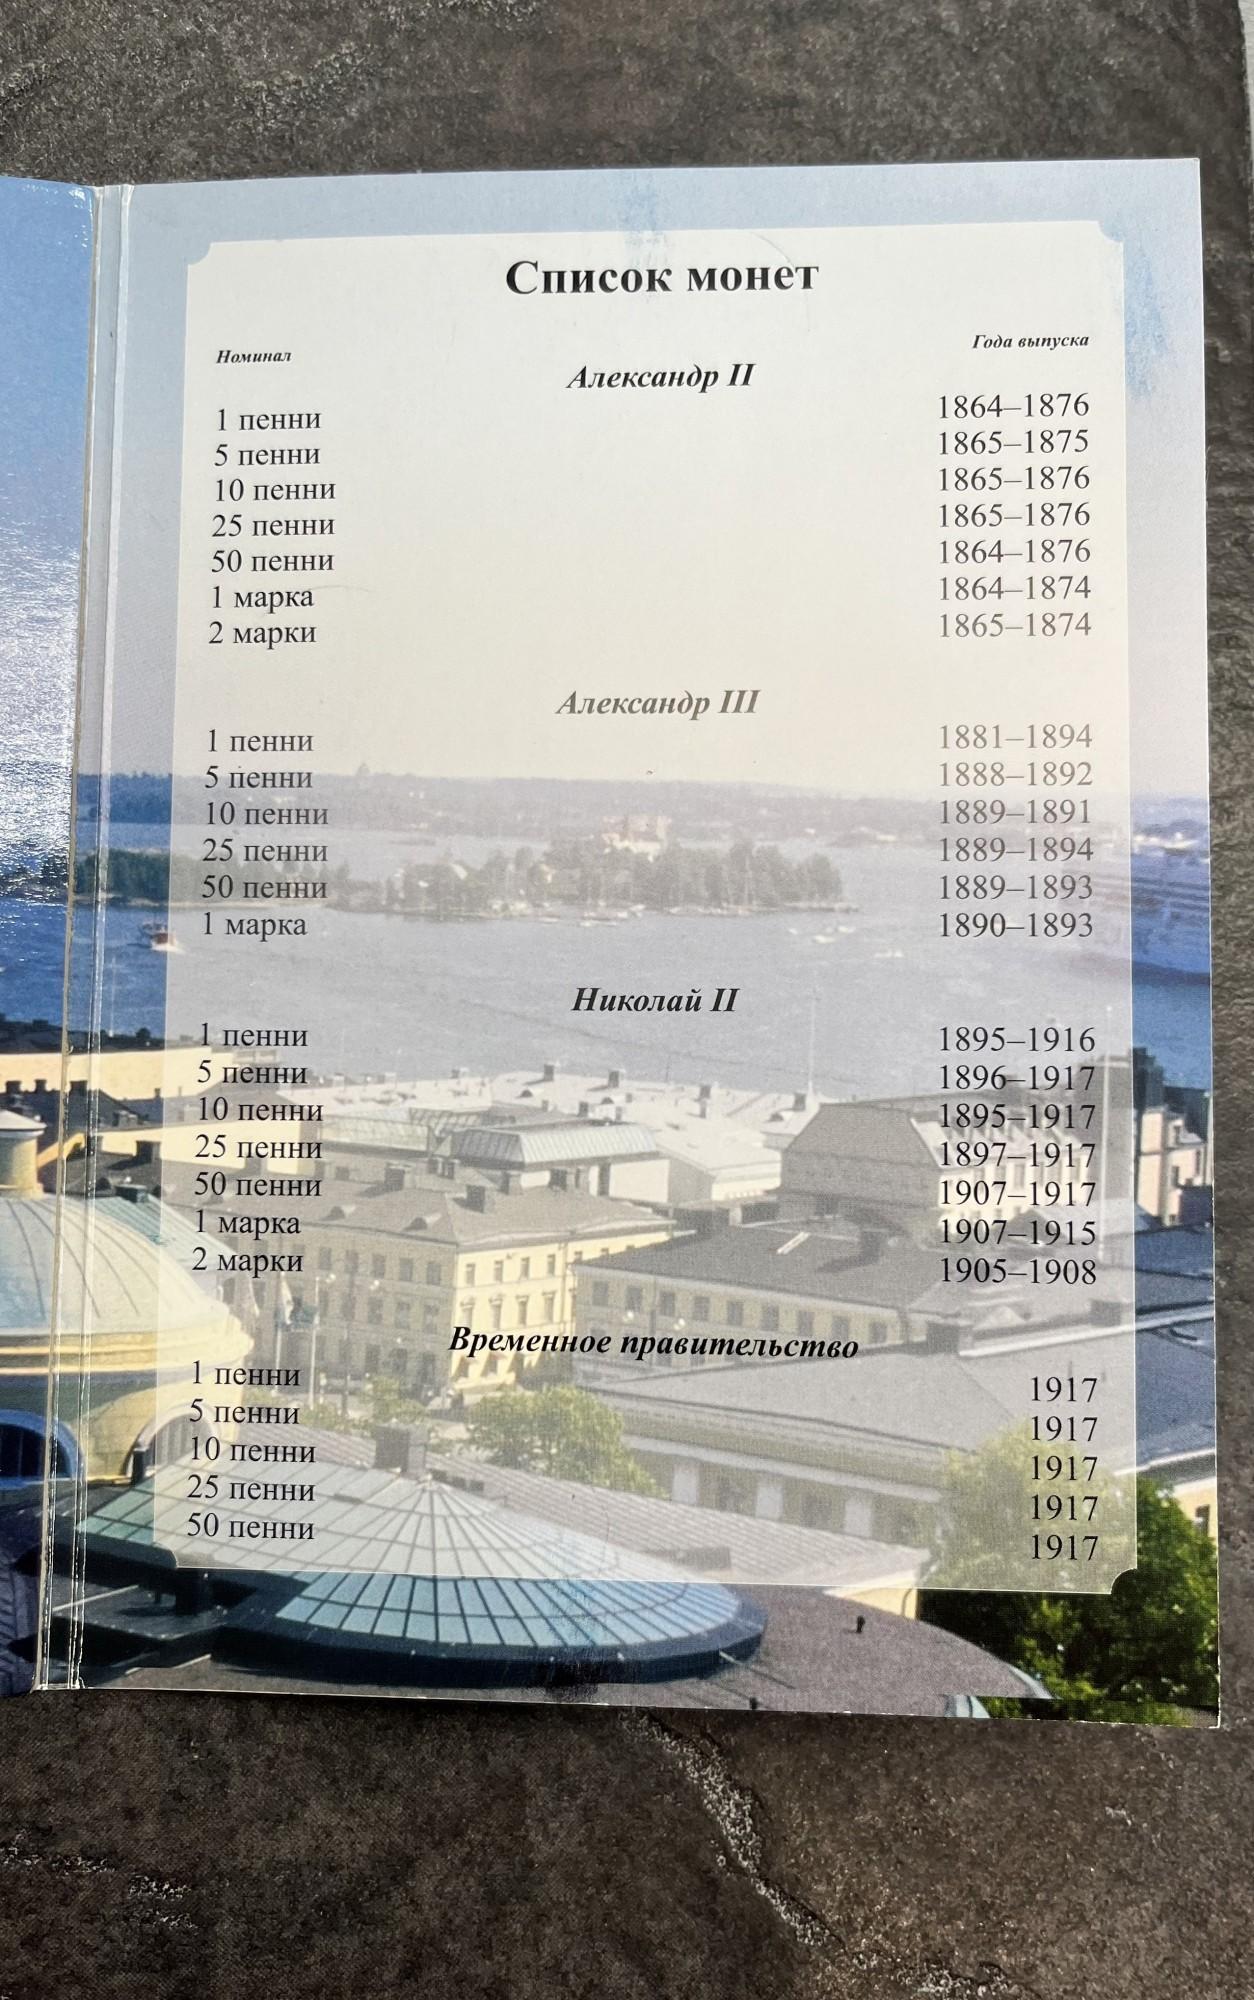 Список монет
Номинал Года выпуска
Александр II
1 пенни 1864–1876
5 пенни 1865–1875
10 пенни 1865–1876
25 пенни 1865–1876
50 пенни 1864–1876
1 марка 1864–1874
2 марки 1865–1874
Александр III
1 пенни 1881–1894
5 пенни 1888–1892
10 пенни 1889–1891
25 пенни 1889–1894
50 пенни 1889–1893
1 марка 1890–1893
Николай II
1 пенни 1895–1916
5 пенни 1896–1917
10 пенни 1895–1917
25 пенни 1897–1917
50 пенни 1907–1917
1 марка 1907–1915
2 марки 1905–1908
Временное правительство
1 пенни 1917
5 пенни 1917
10 пенни 1917
25 пенни 1917
50 пенни 1917